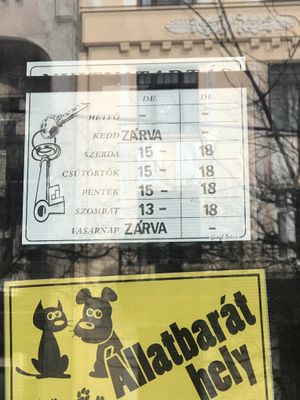 NYITVATARTÁS
DE. DU.
HÉTFŐ - -
KEDD ZÁRVA -
SZERDA 15 - 18
CSÜTÖRTÖK 15 - 18
PÉNTEK 15 - 18
SZOMBAT 13 - 18
VASÁRNAP ZÁRVA -
Állatbarát
hely